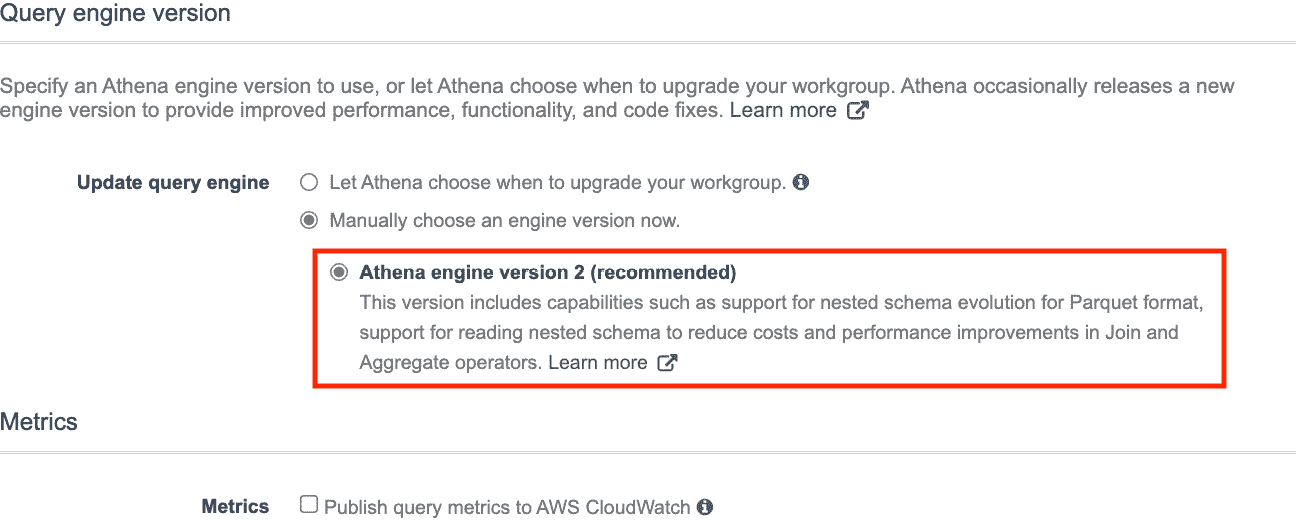 Query engine version
Specify an Athena engine version to use, or let Athena choose when to upgrade your workgroup. Athena occasionally releases a new
engine version to provide improved performance, functionality, and code fixes. Learn more
Update query engine
Let Athena choose when to upgrade your workgroup.
Manually choose an engine version now.
Athena engine version 2 (recommended)
This version includes capabilities such as support for nested schema evolution for Parquet format,
support for reading nested schema to reduce costs and performance improvements in Join and
Aggregate operators. Learn more
Metrics
Metrics
Publish query metrics to AWS CloudWatch